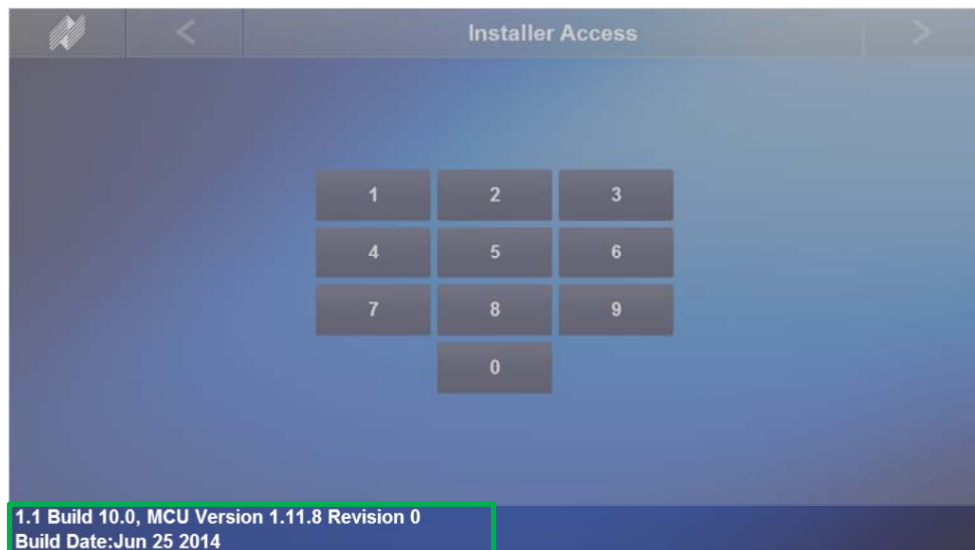 Installer Access
1 2 3
4 5 6
7 8 9
0
1.1 Build 10.0, MCU Version 1.11.8 Revision 0
Build Date:Jun 25 2014